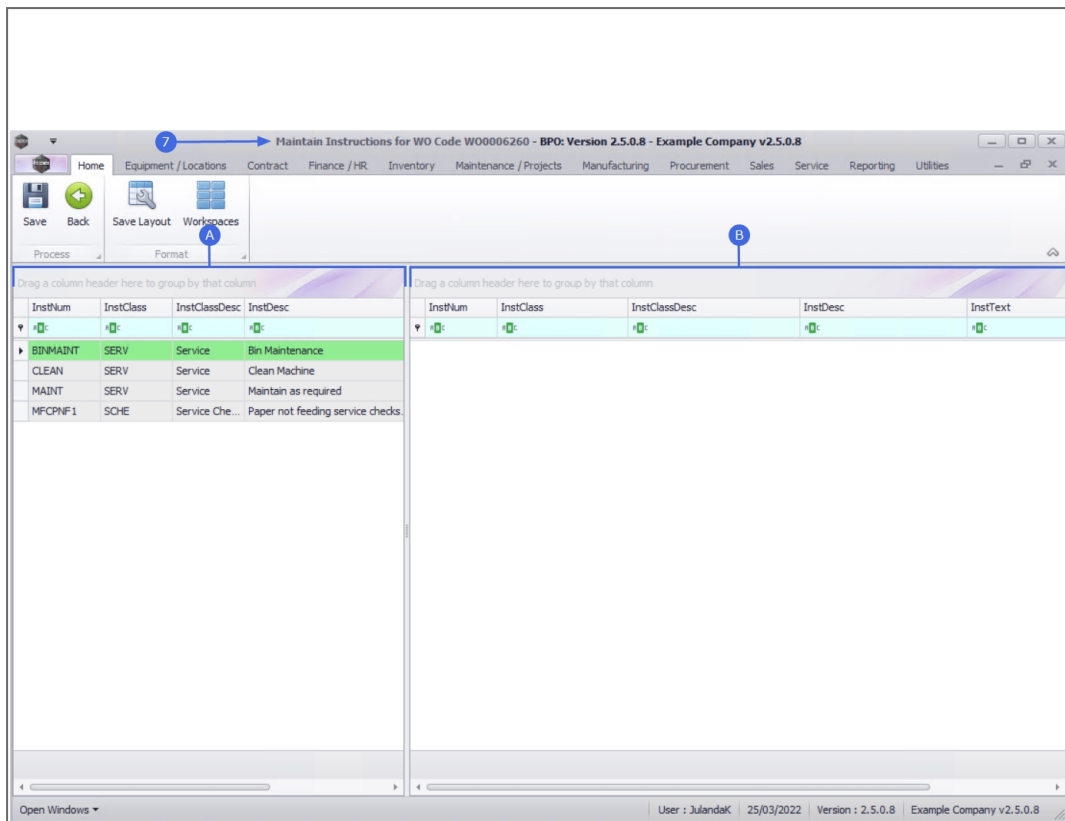 7
Maintain Instructions for WO Code WO0006260 - BPO: Version 2.5.0.8 - Example Company v2.5.0.8
Home Equipment / Locations Contract Finance / HR Inventory Maintenance / Projects Manufacturing Procurement Sales Service Reporting Utilities
Save Back Save Layout Workspaces
Process Format
A B
Drag a column header here to group by that column Drag a column header here to group by that column
InstNum InstClass InstClassDesc InstDesc InstNum InstClass InstClassDesc InstDesc InstText
BINMAINT SERV Service Bin Maintenance
CLEAN SERV Service Clean Machine
MAINT SERV Service Maintain as required
MFCPNF1 SCHE Service Che... Paper not feeding service checks.
Open Windows User : JulandaK 25/03/2022 Version : 2.5.0.8 Example Company v2.5.0.8